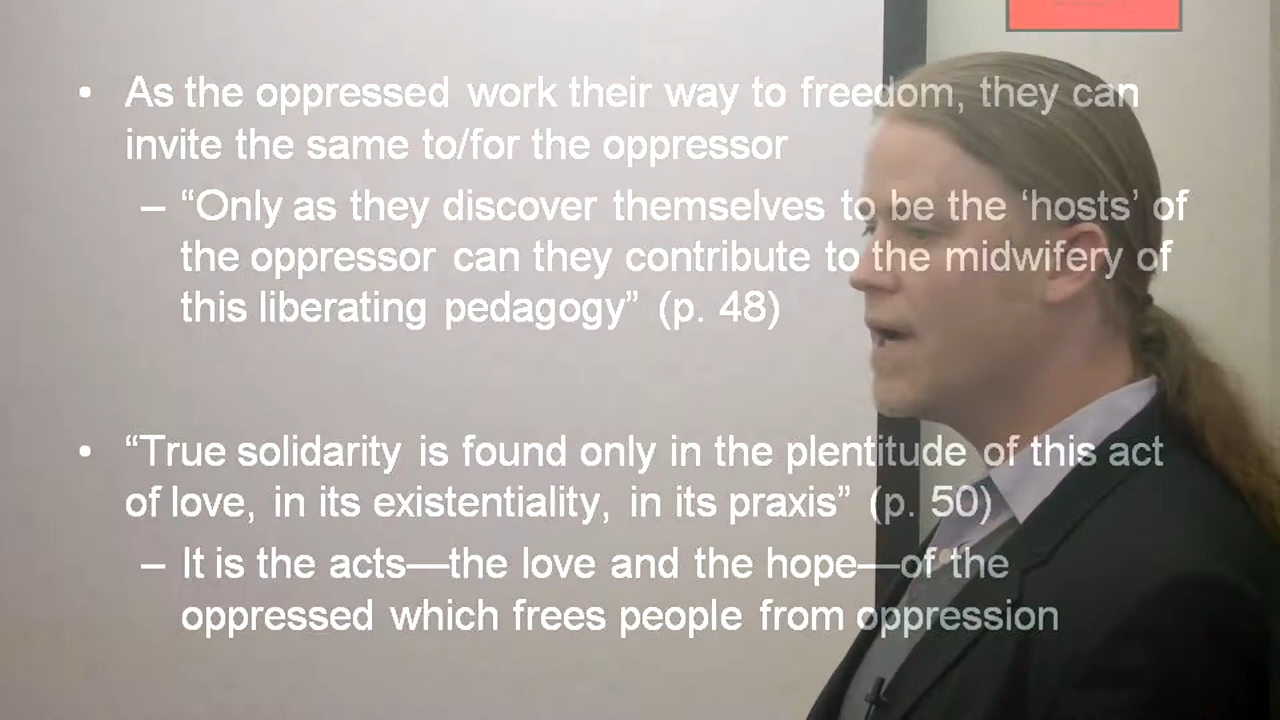 • As the oppressed work their way to freedom, they can
invite the same to/for the oppressor
– “Only as they discover themselves to be the ‘hosts’ of
the oppressor can they contribute to the midwifery of
this liberating pedagogy” (p. 48)
• “True solidarity is found only in the plentitude of this act
of love, in its existentiality, in its praxis” (p. 50)
– It is the acts—the love and the hope—of the
oppressed which frees people from oppression